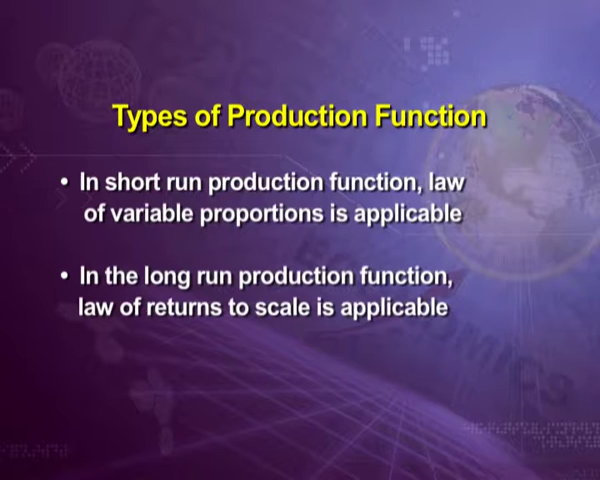 Types of Production Function
• In short run production function, law
of variable proportions is applicable
• In the long run production function,
law of returns to scale is applicable